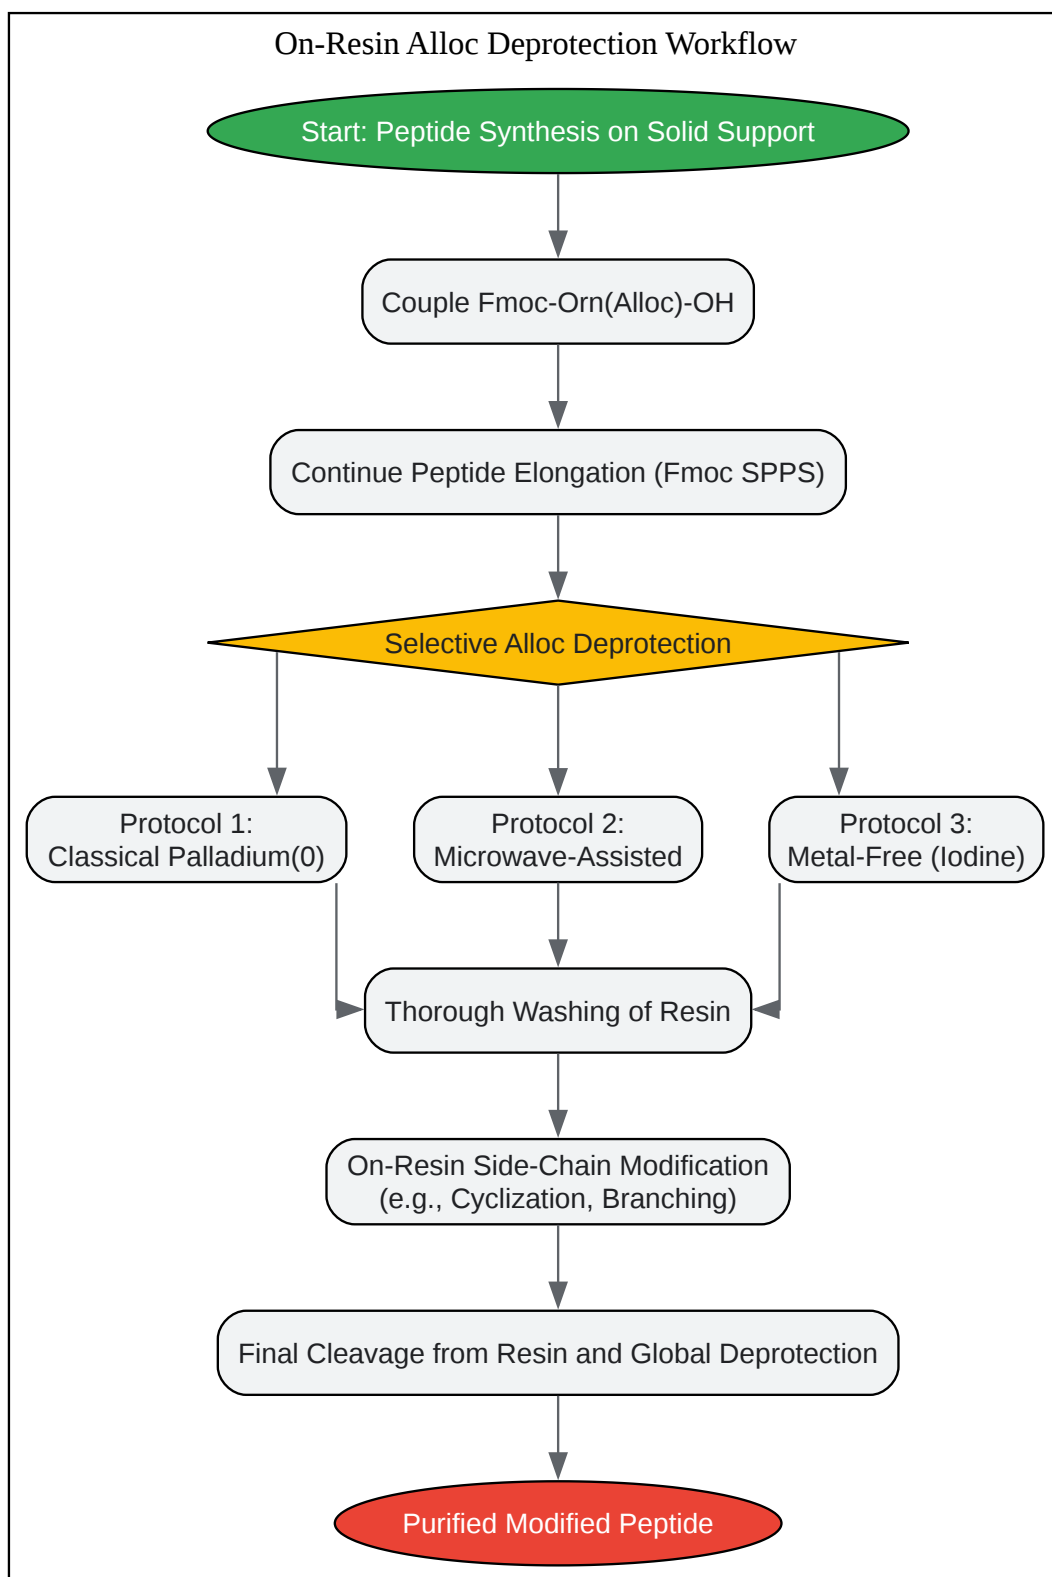 On-Resin Alloc Deprotection Workflow
Start: Peptide Synthesis on Solid Support
Couple Fmoc-Orn(Alloc)-OH
Continue Peptide Elongation (Fmoc SPPS)
Selective Alloc Deprotection
Protocol 1:
Classical Palladium(0)
Protocol 2:
Microwave-Assisted
Protocol 3:
Metal-Free (Iodine)
Thorough Washing of Resin
On-Resin Side-Chain Modification
(e.g., Cyclization, Branching)
Final Cleavage from Resin and Global Deprotection
Purified Modified Peptide